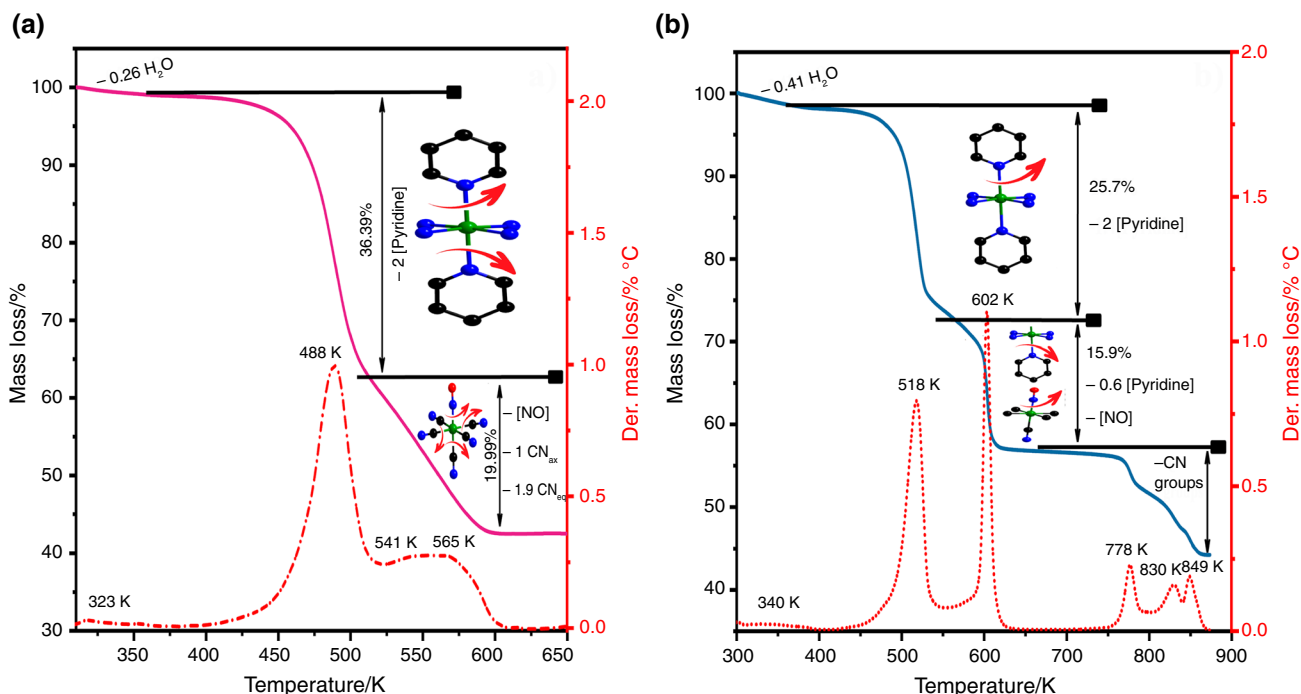 (a)
– 0.26 H2O
a)
100
90
80
70
60
50
40
30
Mass loss/%
36.39%
– 2 [Pyridine]
19.99%
– [NO]
– 1 CNax
– 1.9 CNeq
488 K
541 K
565 K
323 K
2.0
1.5
1.0
0.5
0.0
Der. mass loss/% °C
350
400
450
500
550
600
650
Temperature/K
(b)
– 0.41 H2O
b)
100
90
80
70
60
50
40
Mass loss/%
25.7%
– 2 [Pyridine]
15.9%
– 0.6 [Pyridine]
– [NO]
–CN
groups
602 K
518 K
778 K
830 K
849 K
340 K
2.0
1.5
1.0
0.5
0.0
Der. mass loss/% °C
300
400
500
600
700
800
900
Temperature/K